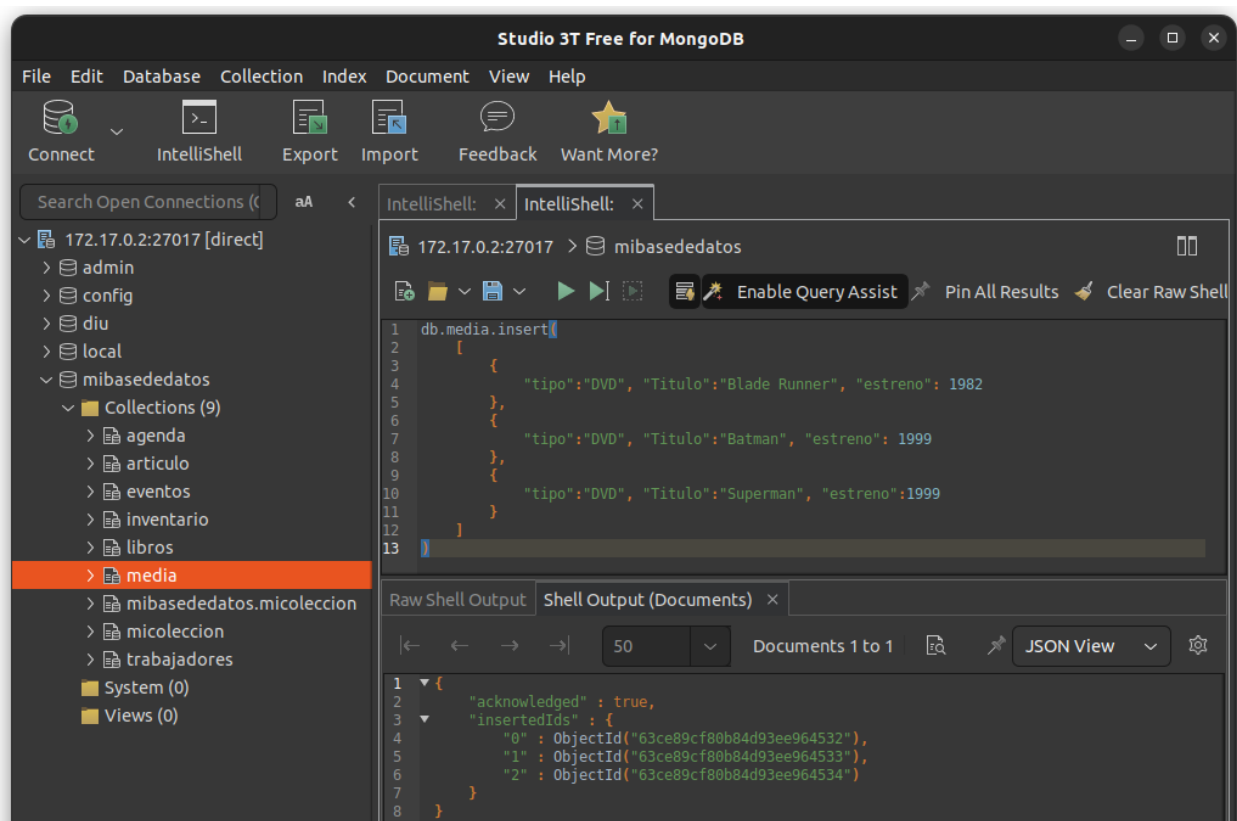 Studio 3T Free for MongoDB
File Edit Database Collection Index Document View Help
Connect IntelliShell Export Import Feedback Want More?
Search Open Connections (C aA
IntelliShell: × IntelliShell: ×
172.17.0.2:27017 [direct]
admin
config
diu
local
mibasededatos
Collections (9)
agenda
articulo
eventos
inventario
libros
media
mibasededatos.micoleccion
micoleccion
trabajadores
System (0)
Views (0)
172.17.0.2:27017 > mibasededatos
Enable Query Assist Pin All Results Clear Raw Shell
1 db.media.insert(
2 [
3 {
4 "tipo":"DVD", "Titulo":"Blade Runner", "estreno": 1982
5 },
6 {
7 "tipo":"DVD", "Titulo":"Batman", "estreno": 1999
8 },
9 {
10 "tipo":"DVD", "Titulo":"Superman", "estreno":1999
11 }
12 ]
13 )
Raw Shell Output Shell Output (Documents) ×
50 Documents 1 to 1 JSON View
1 {
2 "acknowledged" : true,
3 "insertedIds" : {
4 "0" : ObjectId("63ce89cf80b84d93ee964532"),
5 "1" : ObjectId("63ce89cf80b84d93ee964533"),
6 "2" : ObjectId("63ce89cf80b84d93ee964534")
7 }
8 }